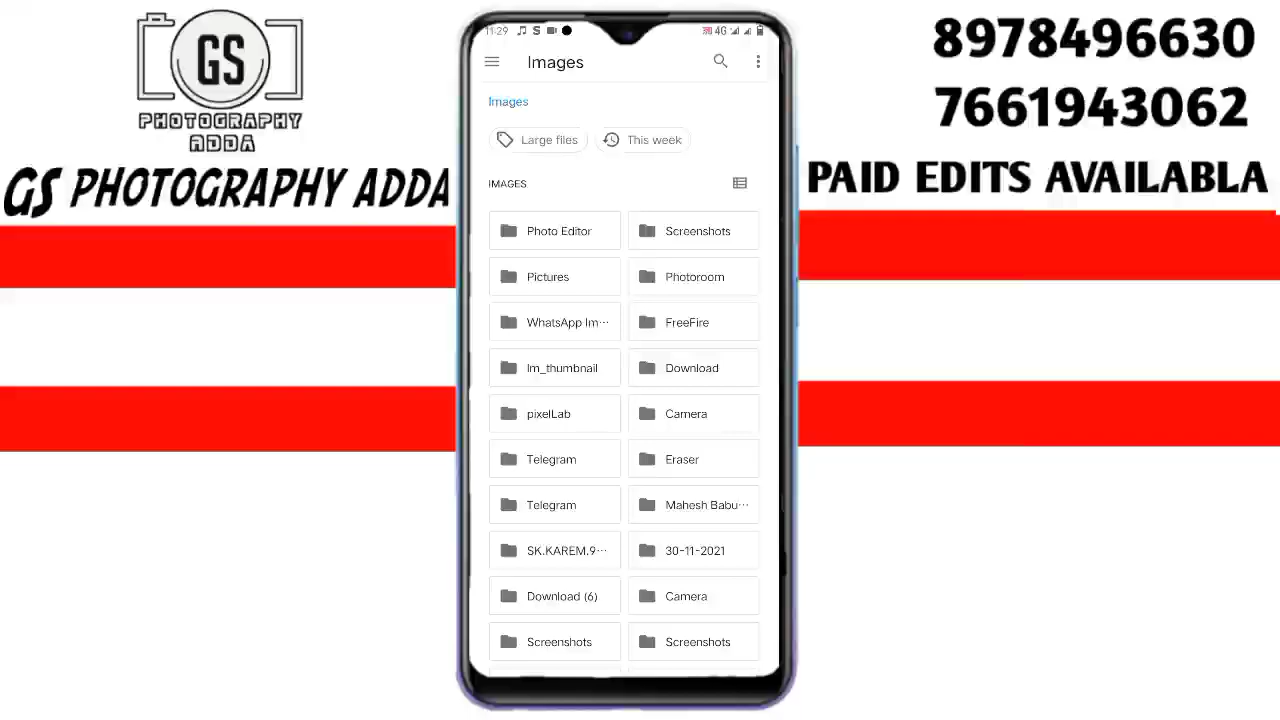 GS
PHOTOGRAPHY
ADDA
GS PHOTOGRAPHY ADDA
8978496630
7661943062
PAID EDITS AVAILABLA
11:29
4G
Images
Images
Large files
This week
IMAGES
Photo Editor
Screenshots
Pictures
Photoroom
WhatsApp Im…
FreeFire
lm_thumbnail
Download
pixelLab
Camera
Telegram
Eraser
Telegram
Mahesh Babu…
SK.KAREM.9…
30-11-2021
Download (6)
Camera
Screenshots
Screenshots